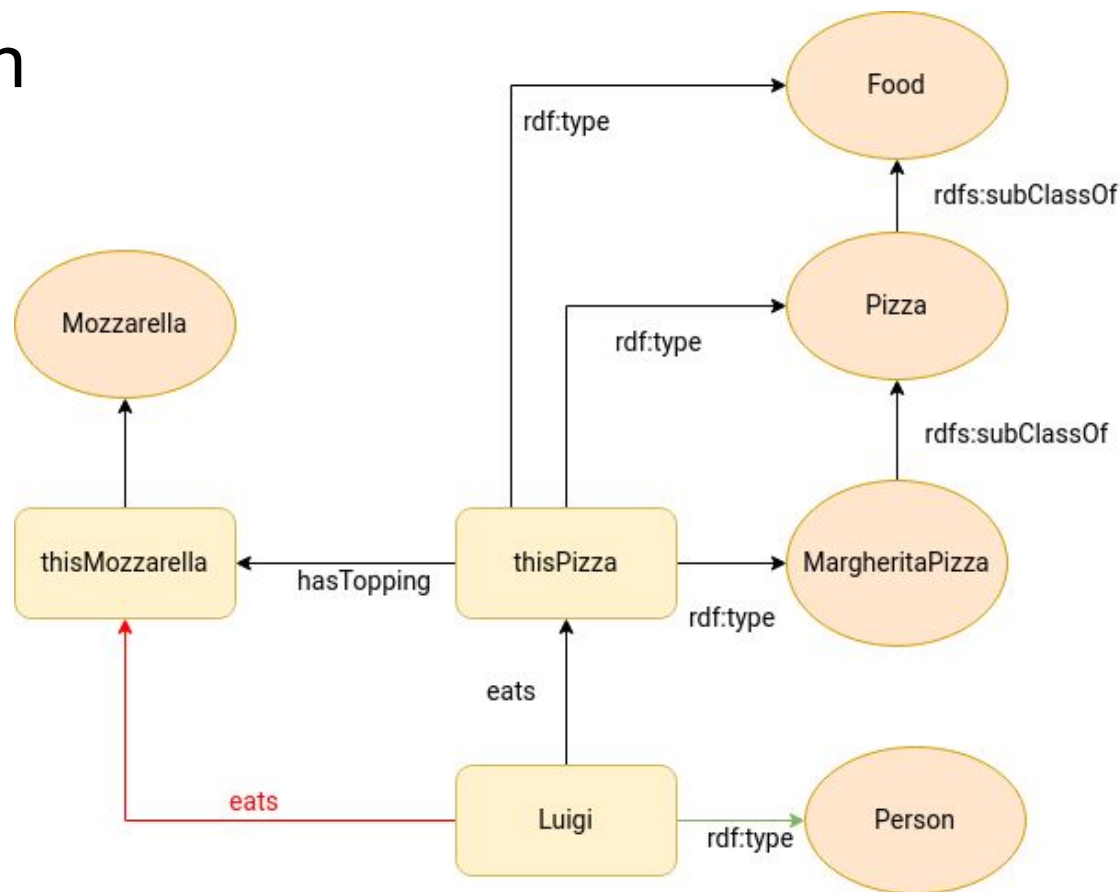 n
Food
rdf:type
rdfs:subClassOf
Mozzarella
Pizza
rdf:type
rdfs:subClassOf
thisMozzarella
hasTopping
thisPizza
rdf:type
MargheritaPizza
eats
eats
Luigi
rdf:type
Person